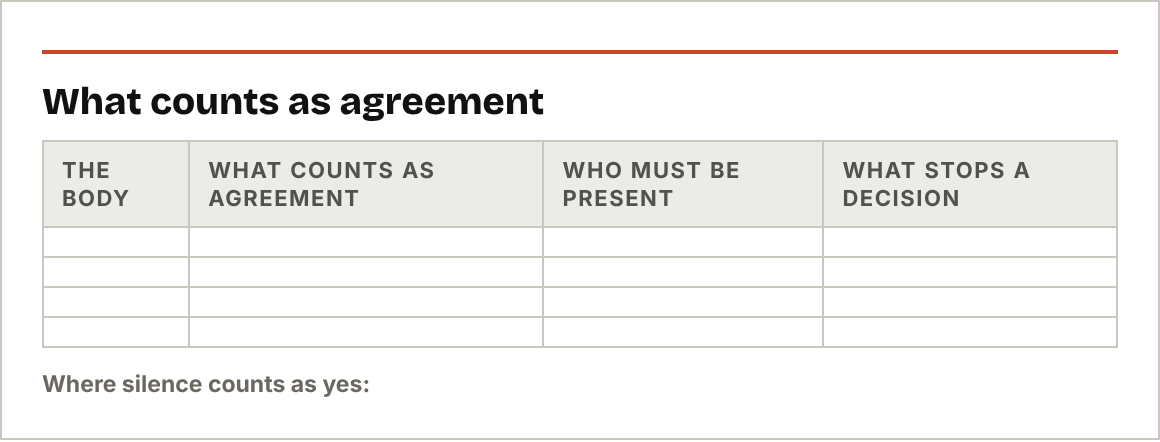 What counts as agreement
THE
BODY
WHAT COUNTS AS
AGREEMENT
WHO MUST BE
PRESENT
WHAT STOPS A
DECISION
Where silence counts as yes: